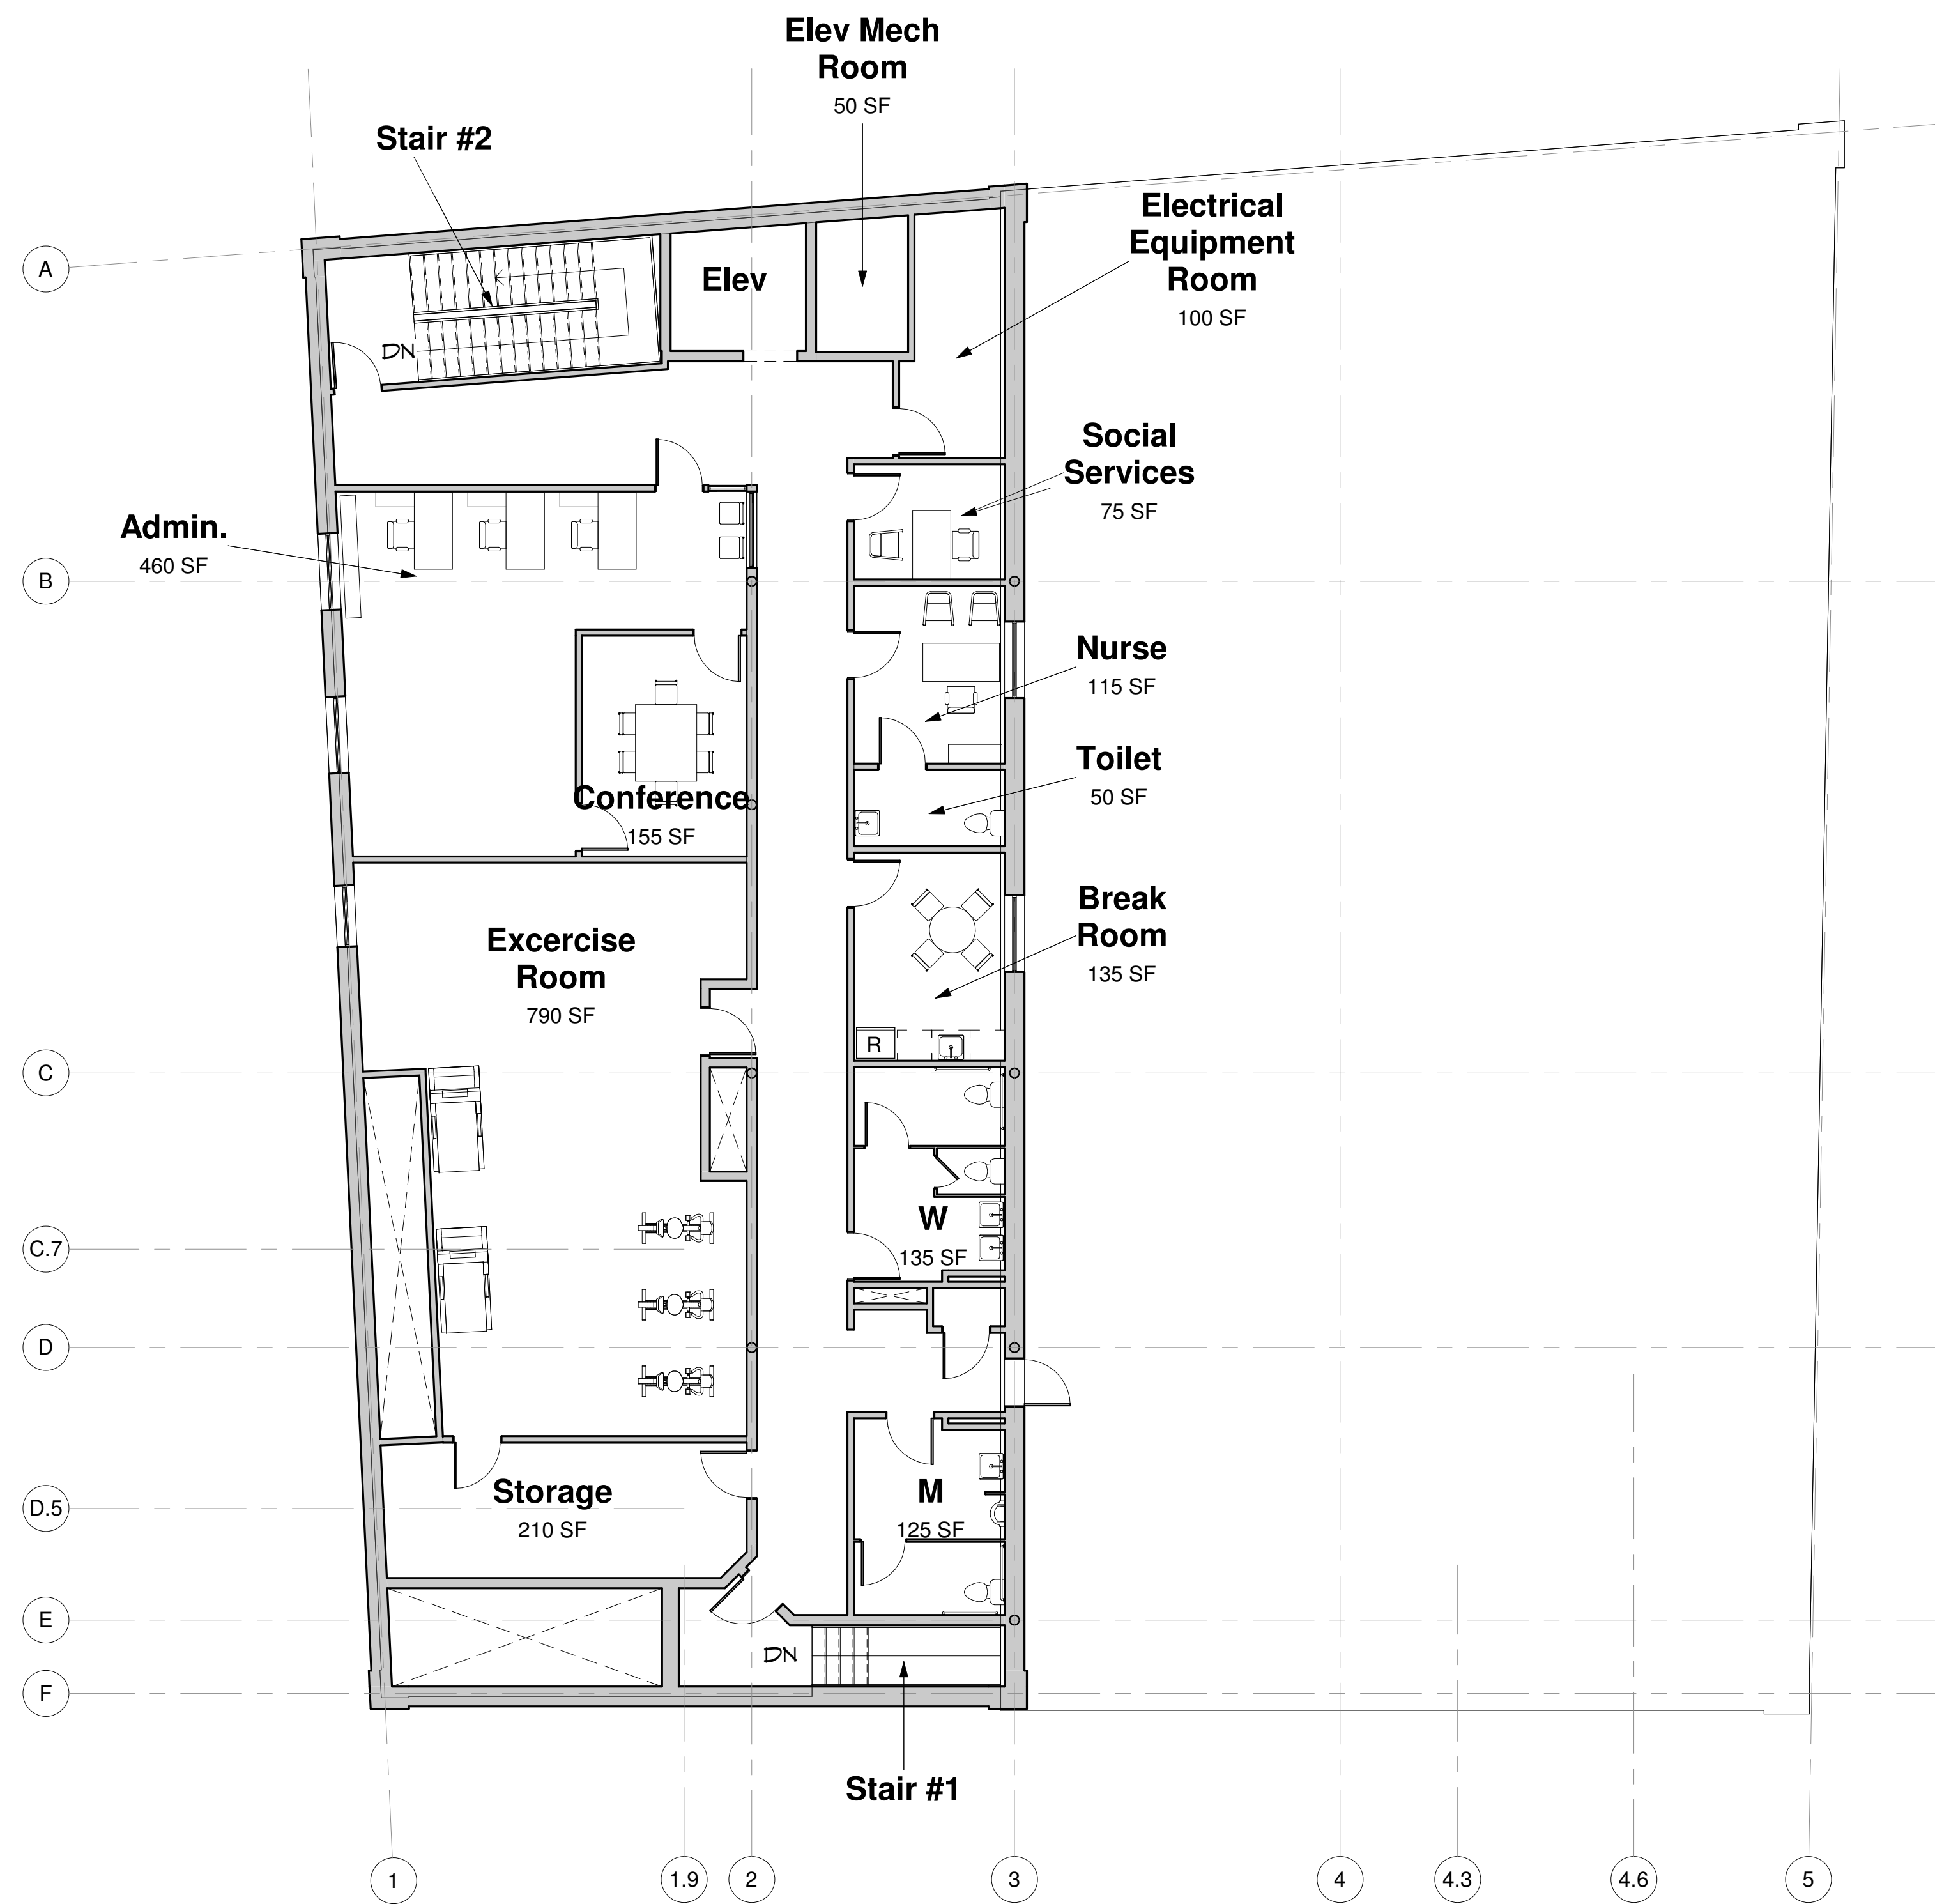 Elev Mech
Room
50 SF
Stair #2
Electrical
Equipment
Room
100 SF
A
Elev
DN
Social
Services
75 SF
Admin.
460 SF
B
Nurse
115 SF
Toilet
50 SF
Conference
155 SF
Break
Room
135 SF
Excercise
Room
790 SF
R
C
W
135 SF
C.7
D
Storage
210 SF
M
125 SF
D.5
E
DN
F
Stair #1
1
1.9
2
3
4
4.3
4.6
5